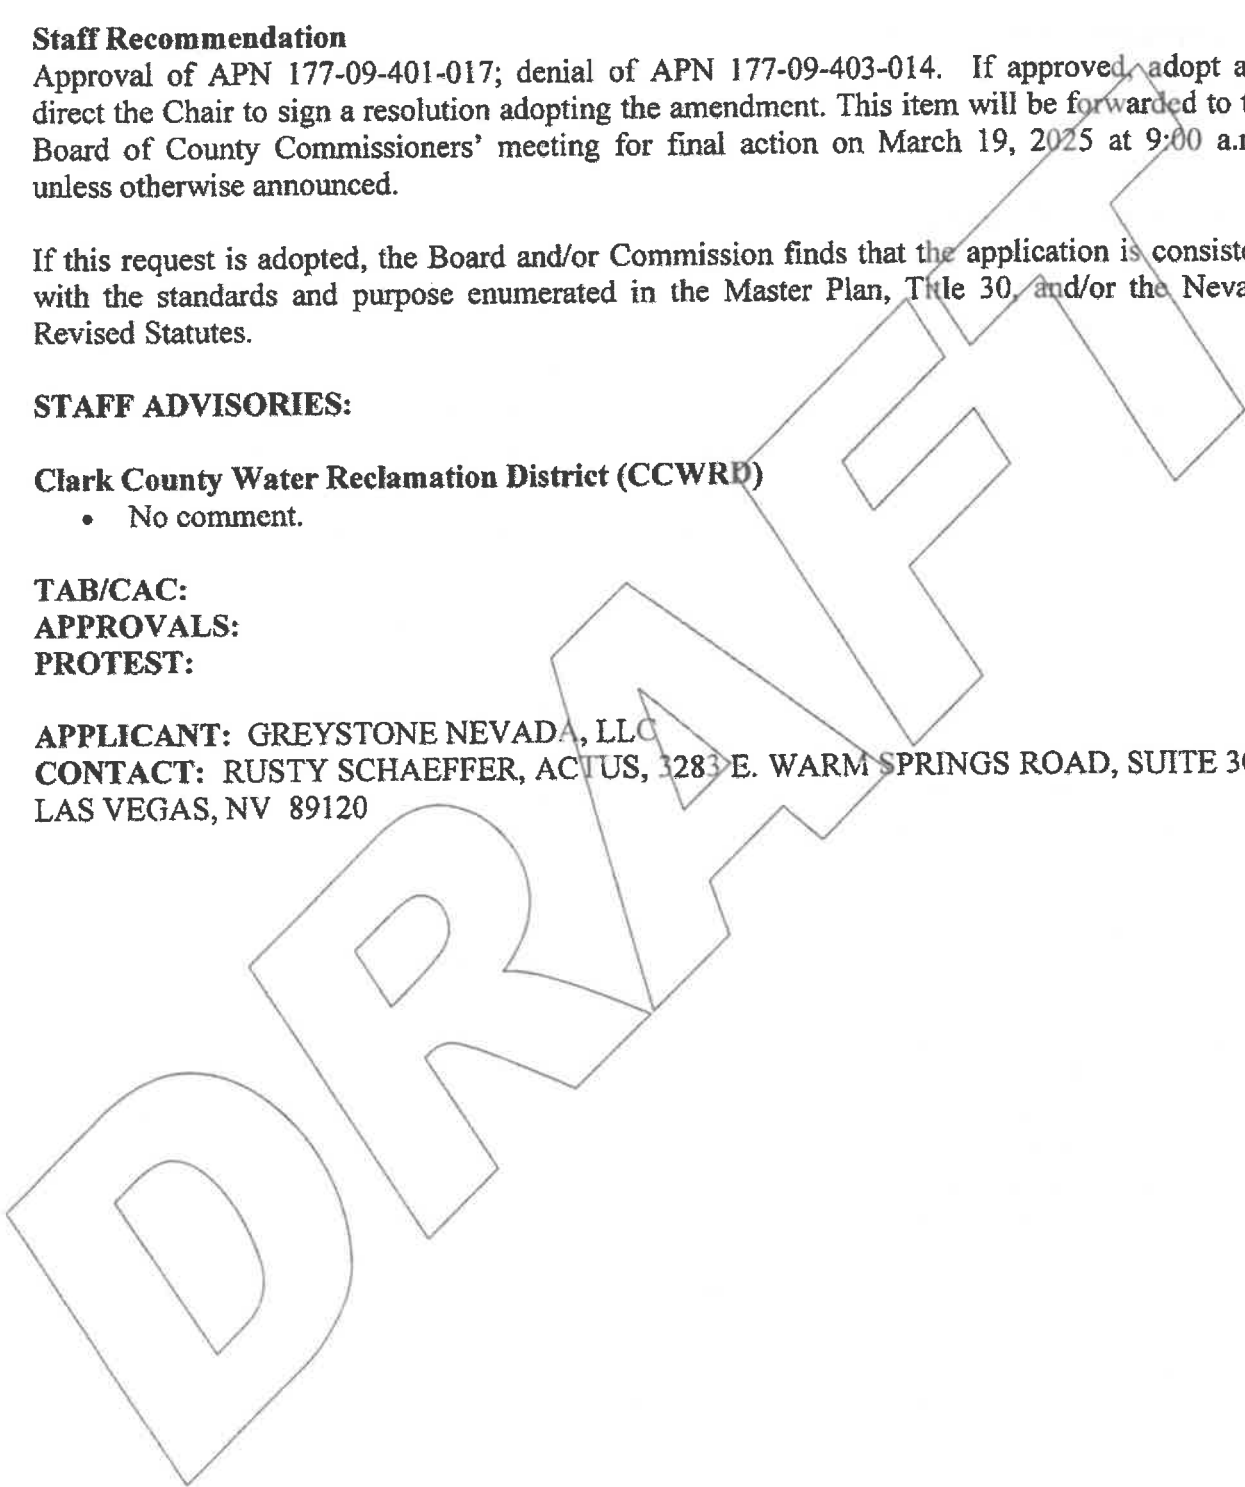 Staff Recommendation
Approval of APN 177-09-401-017; denial of APN 177-09-403-014. If approved, adopt a
direct the Chair to sign a resolution adopting the amendment. This item will be forwarded to t
Board of County Commissioners' meeting for final action on March 19, 2025 at 9:00 a.
unless otherwise announced.
If this request is adopted, the Board and/or Commission finds that the application is consist
with the standards and purpose enumerated in the Master Plan, Title 30, and/or the Neva
Revised Statutes.
STAFF ADVISORIES:
Clark County Water Reclamation District (CCWRD)
• No comment.
TAB/CAC:
APPROVALS:
PROTEST:
APPLICANT: GREYSTONE NEVADA, LLC
CONTACT: RUSTY SCHAEFFER, ACTUS, 3283 E. WARM SPRINGS ROAD, SUITE 3
LAS VEGAS, NV 89120
DRAFT